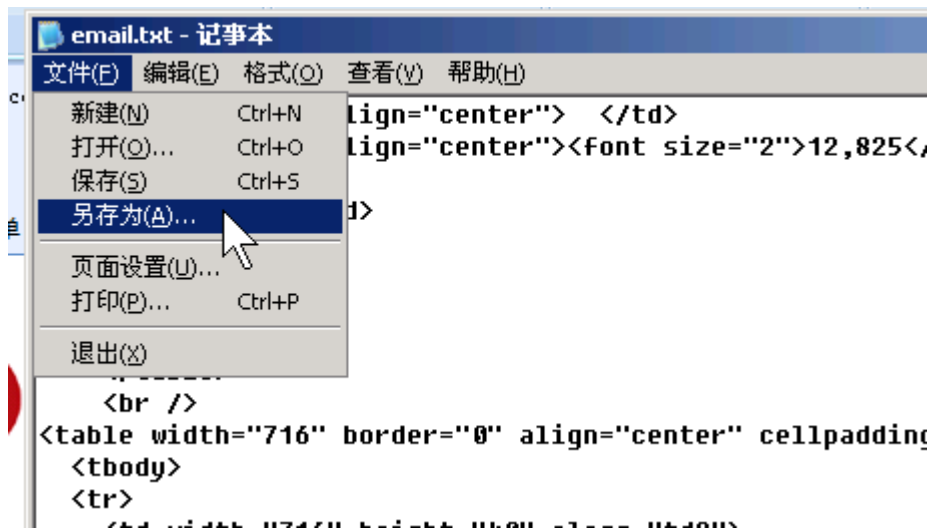 email.txt - 记事本
文件(F) 编辑(E) 格式(O) 查看(V) 帮助(H)
新建(N) Ctrl+N
lign="center">  </td>
打开(O)... Ctrl+O
lign="center"><font size="2">12,825<
保存(S) Ctrl+S
另存为(A)...
d>
页面设置(U)...
打印(P)... Ctrl+P
退出(X)
<br />
<table width="716" border="0" align="center" cellpadding
<tbody>
<tr>